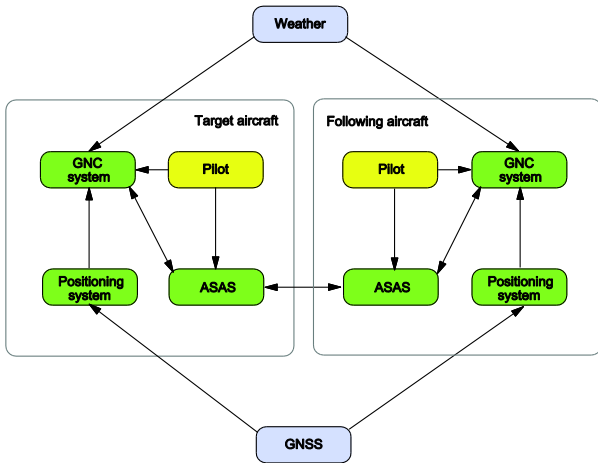 Weather
Target aircraft
Following aircraft
GNC
system
Pilot
Pilot
GNC
system
Positioning
system
ASAS
ASAS
Positioning
system
GNSS